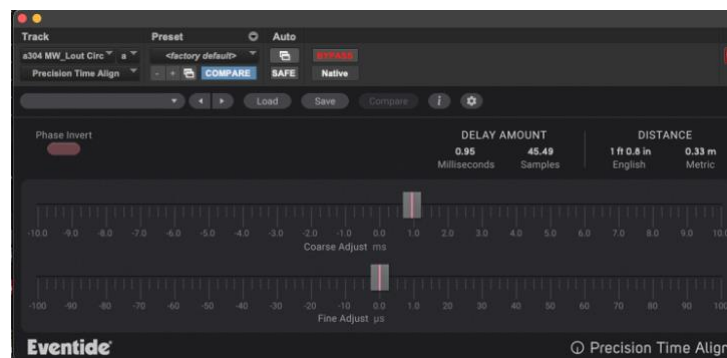 Track Preset Auto
a304 MW_Lout Circ a <factory default> BYPASS
Precision Time Align - + COMPARE SAFE Native
Load Save Compare i
Phase Invert DELAY AMOUNT DISTANCE
0.95 45.49 1 ft 0.8 in 0.33 m
Milliseconds Samples English Metric
-10.0 -9.0 -8.0 -7.0 -6.0 -5.0 -4.0 -3.0 -2.0 -1.0 0.0 1.0 2.0 3.0 4.0 5.0 6.0 7.0 8.0 9.0 10.0
Coarse Adjust ms
-100 -90 -80 -70 -60 -50 -40 -30 -20 -10 0.0 10 20 30 40 50 60 70 80 90 100
Fine Adjust µs
Eventide Precision Time Align